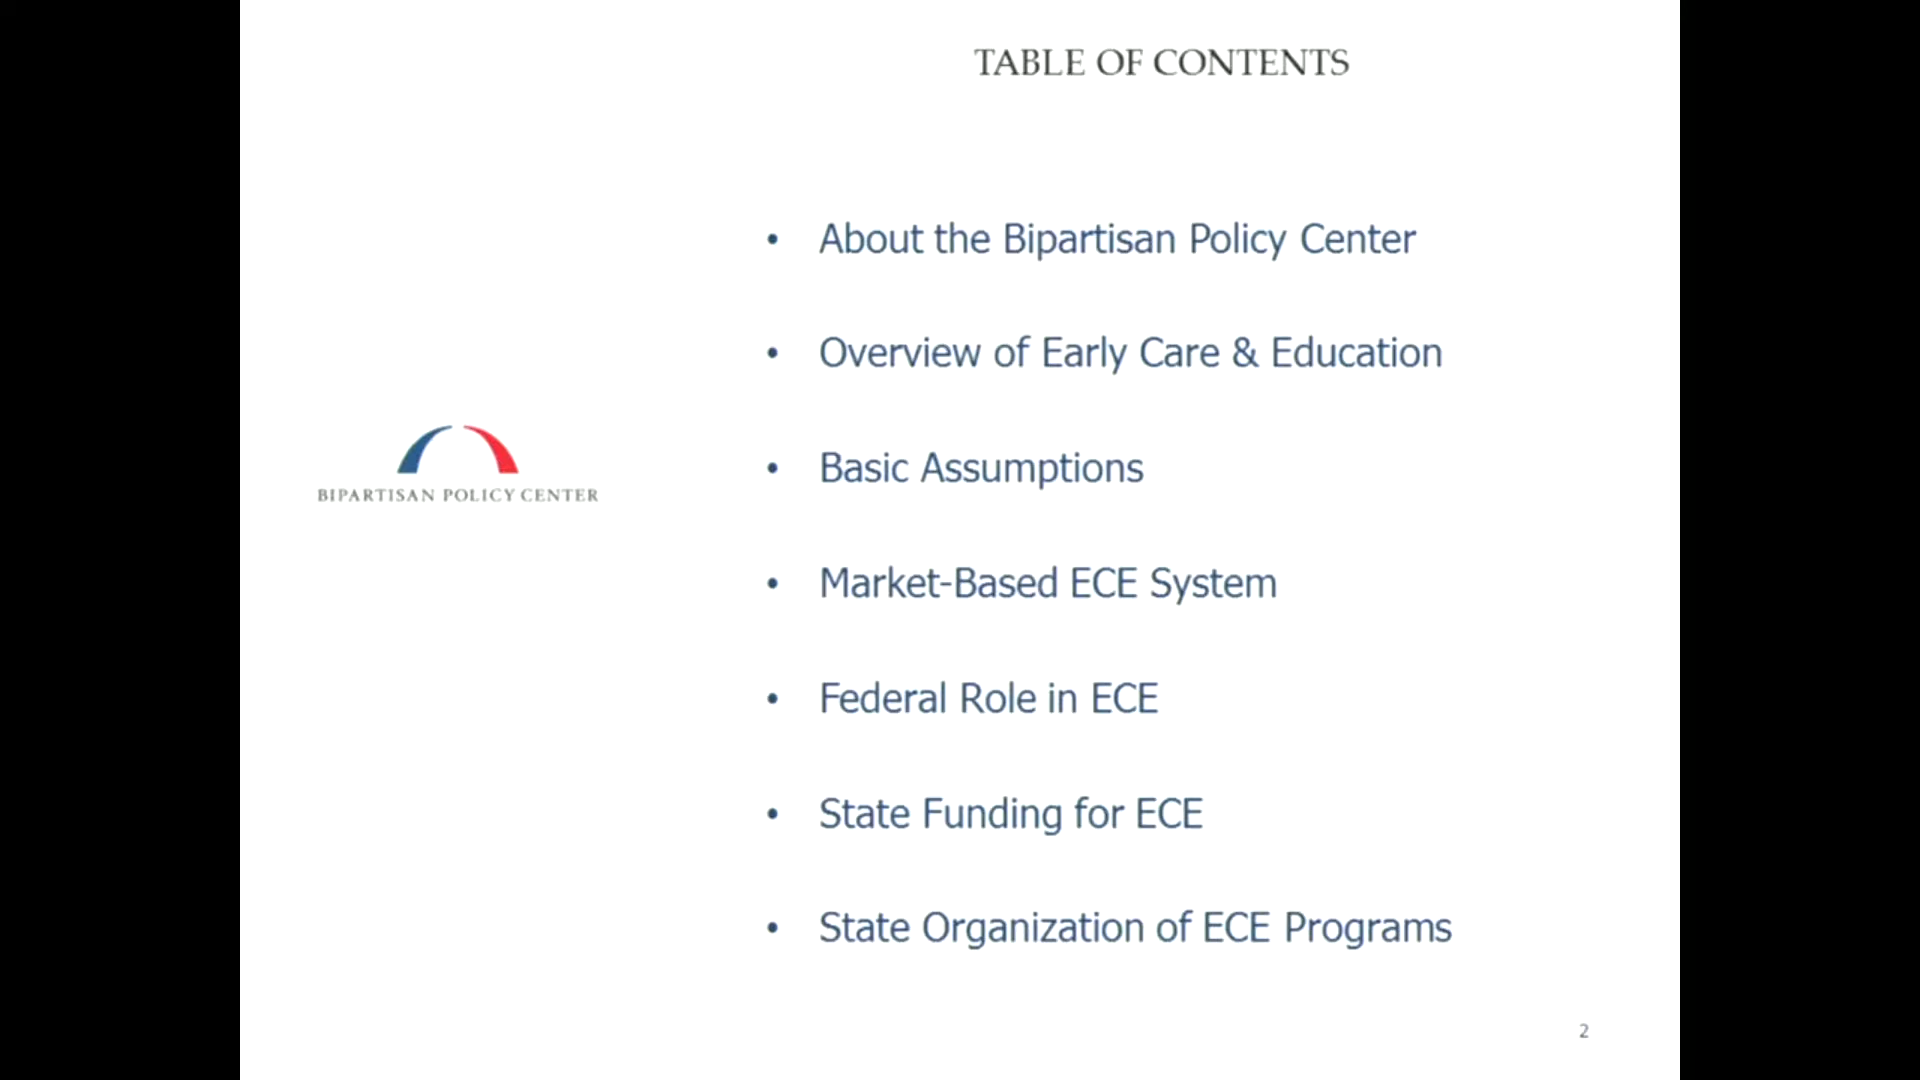 TABLE OF CONTENTS
• About the Bipartisan Policy Center
• Overview of Early Care & Education
• Basic Assumptions
• Market-Based ECE System
• Federal Role in ECE
• State Funding for ECE
• State Organization of ECE Programs
BIPARTISAN POLICY CENTER
2